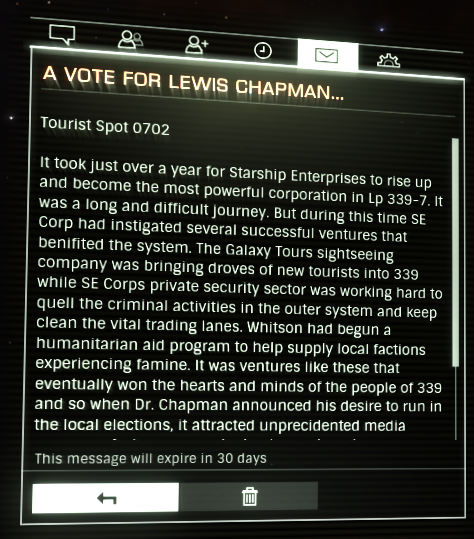 A VOTE FOR LEWIS CHAPMAN...
Tourist Spot 0702
It took just over a year for Starship Enterprises to rise up
and become the most powerful corporation in Lp 339-7. It
was a long and difficult journey. But during this time SE
Corp had instigated several successful ventures that
benifited the system. The Galaxy Tours sightseeing
company was bringing droves of new tourists into 339
while SE Corps private security sector was working hard to
quell the criminal activities in the outer system and keep
clean the vital trading lanes. Whitson had begun a
humanitarian aid program to help supply local factions
experiencing famine. It was ventures like these that
eventually won the hearts and minds of the people of 339
and so when Dr. Chapman announced his desire to run in
the local elections, it attracted unprecidented media
This message will expire in 30 days